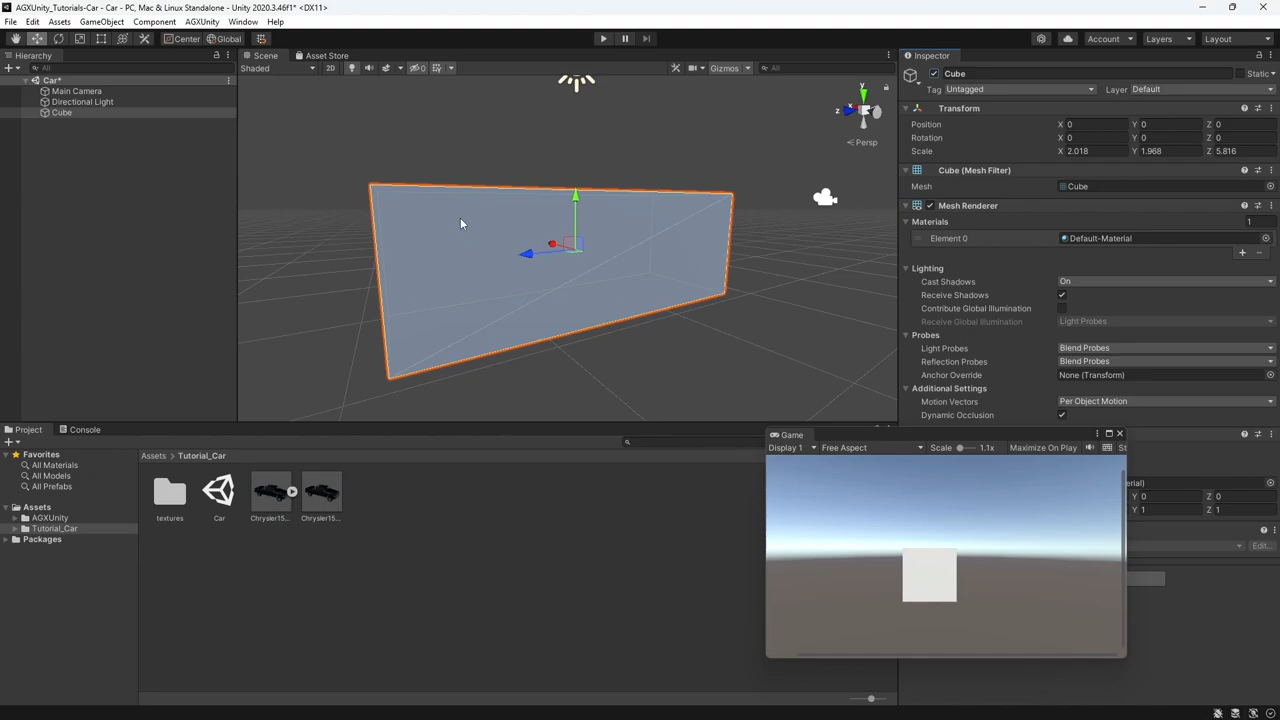 AGXUnity_Tutorials-Car - Car - PC, Mac & Linux Standalone - Unity 2020.3.46f1* <DX11>
File Edit Assets GameObject Component AGXUnity Window Help
Center Global Account Layers Layout
Hierarchy
All
Car*
Main Camera
Directional Light
Cube
Scene Asset Store
Shaded 2D 0 Gizmos All
y
x
z
Persp
Inspector
Cube Static
Tag Untagged Layer Default
Transform
Position X 0 Y 0 Z 0
Rotation X 0 Y 0 Z 0
Scale X 2.018 Y 1.968 Z 5.816
Cube (Mesh Filter)
Mesh Cube
Mesh Renderer
Materials 1
Element 0 Default-Material
Lighting
Cast Shadows On
Receive Shadows
Contribute Global Illumination
Receive Global Illumination Light Probes
Probes
Light Probes Blend Probes
Reflection Probes Blend Probes
Anchor Override None (Transform)
Additional Settings
Motion Vectors Per Object Motion
Dynamic Occlusion
erial)
Y 0 Z 0
Y 1 Z 1
Edit...
Project Console
Favorites
All Materials
All Models
All Prefabs
Assets
AGXUnity
Tutorial_Car
Packages
Assets Tutorial_Car
textures Car Chrysler15... Chrysler15...
Game
Display 1 Free Aspect Scale 1.1x Maximize On Play St